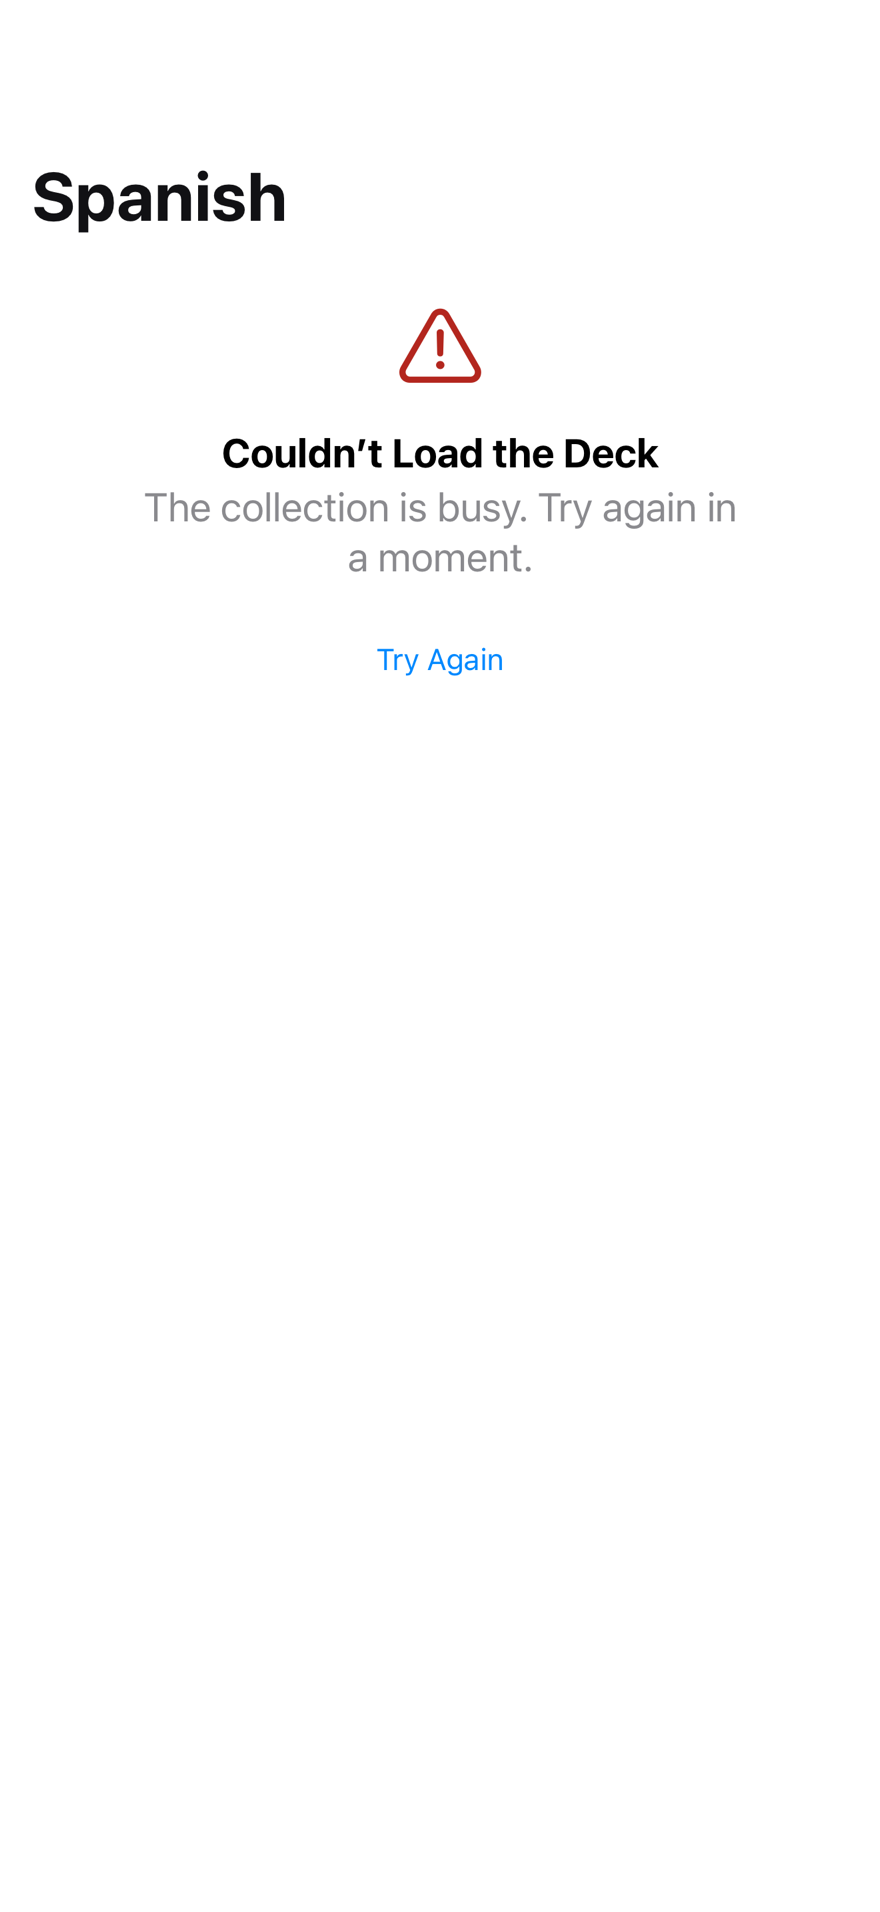 Spanish
Couldn’t Load the Deck
The collection is busy. Try again in
a moment.
Try Again